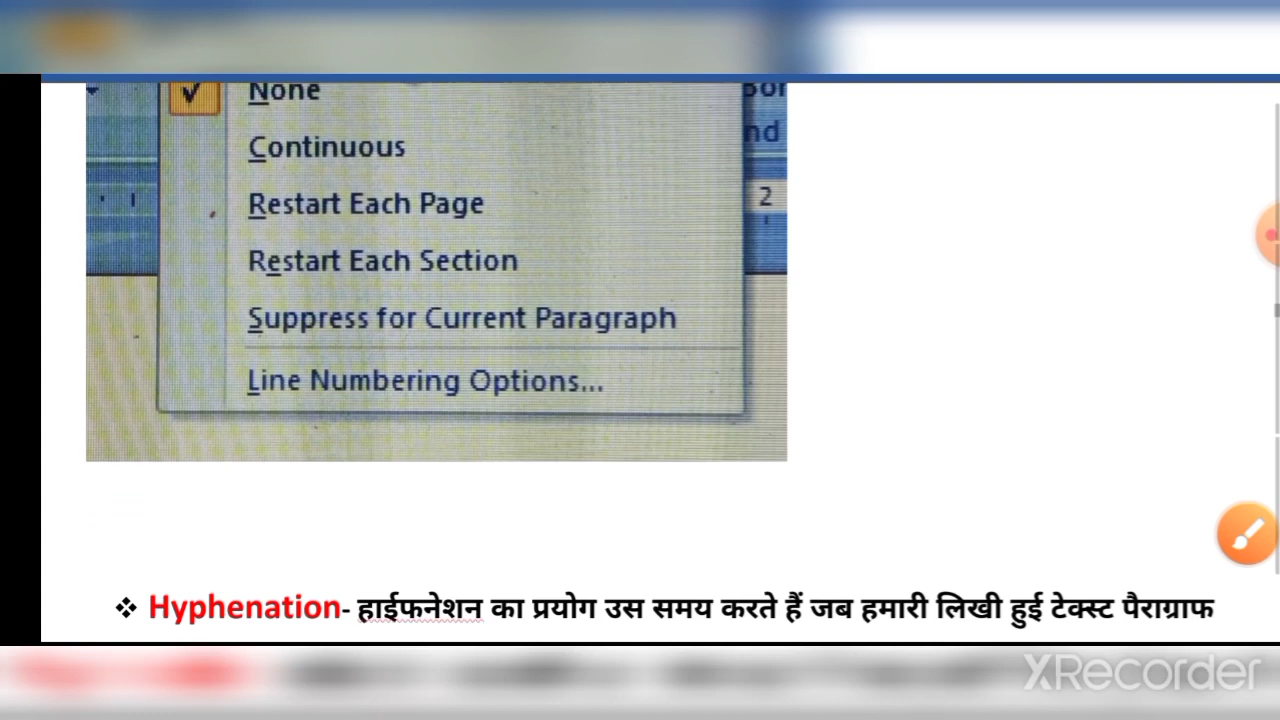 None
Continuous
Restart Each Page
2
Restart Each Section
Suppress for Current Paragraph
Line Numbering Options...
❖ Hyphenation- हाईफनेशन का प्रयोग उस समय करते हैं जब हमारी लिखी हुई टेक्स्ट पैराग्राफ
XRecorder